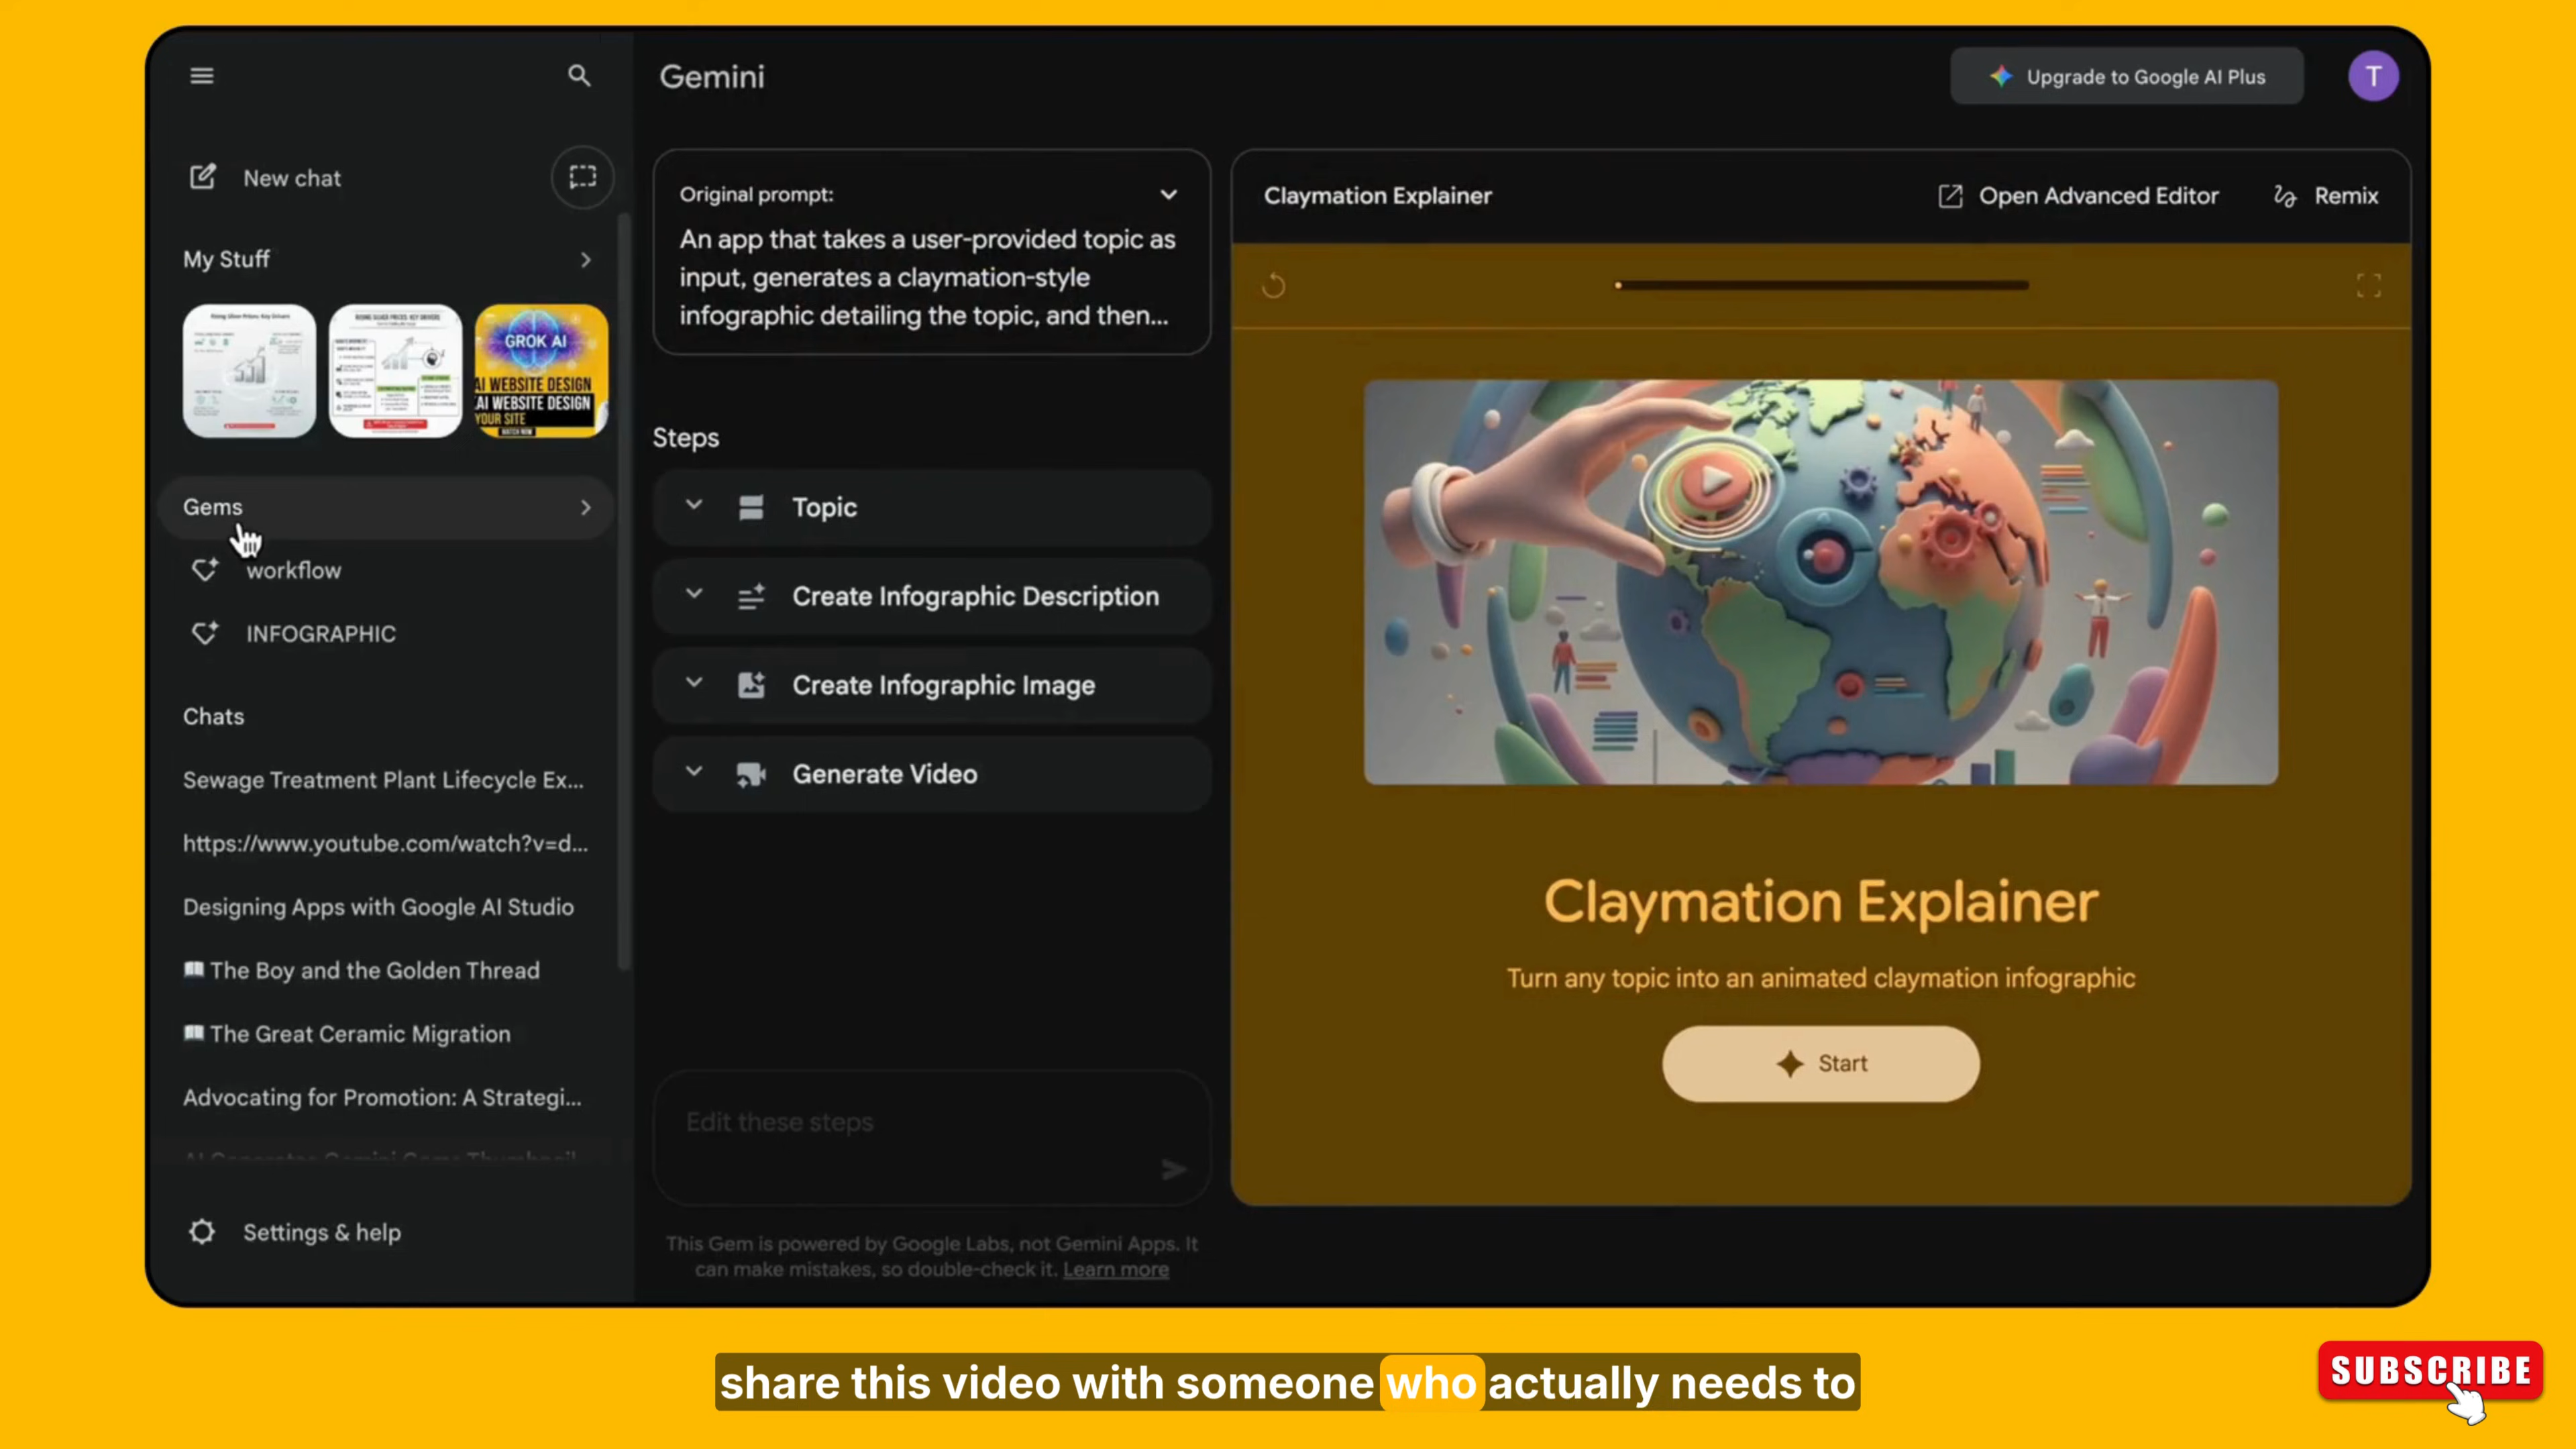 Gemini
Upgrade to Google AI Plus
T
New chat
My Stuff
GROK AI
AI WEBSITE DESIGN
AI WEBSITE DESIGN
YOUR SITE
WATCH NOW
Gems
workflow
INFOGRAPHIC
Chats
Sewage Treatment Plant Lifecycle Ex...
https://www.youtube.com/watch?v=d...
Designing Apps with Google AI Studio
The Boy and the Golden Thread
The Great Ceramic Migration
Advocating for Promotion: A Strategi...
Settings & help
Original prompt:
An app that takes a user-provided topic as
input, generates a claymation-style
infographic detailing the topic, and then...
Steps
Topic
Create Infographic Description
Create Infographic Image
Generate Video
Edit these steps
This Gem is powered by Google Labs, not Gemini Apps. It
can make mistakes, so double-check it. Learn more
Claymation Explainer
Open Advanced Editor
Remix
Claymation Explainer
Turn any topic into an animated claymation infographic
Start
share this video with someone who actually needs to
SUBSCRIBE